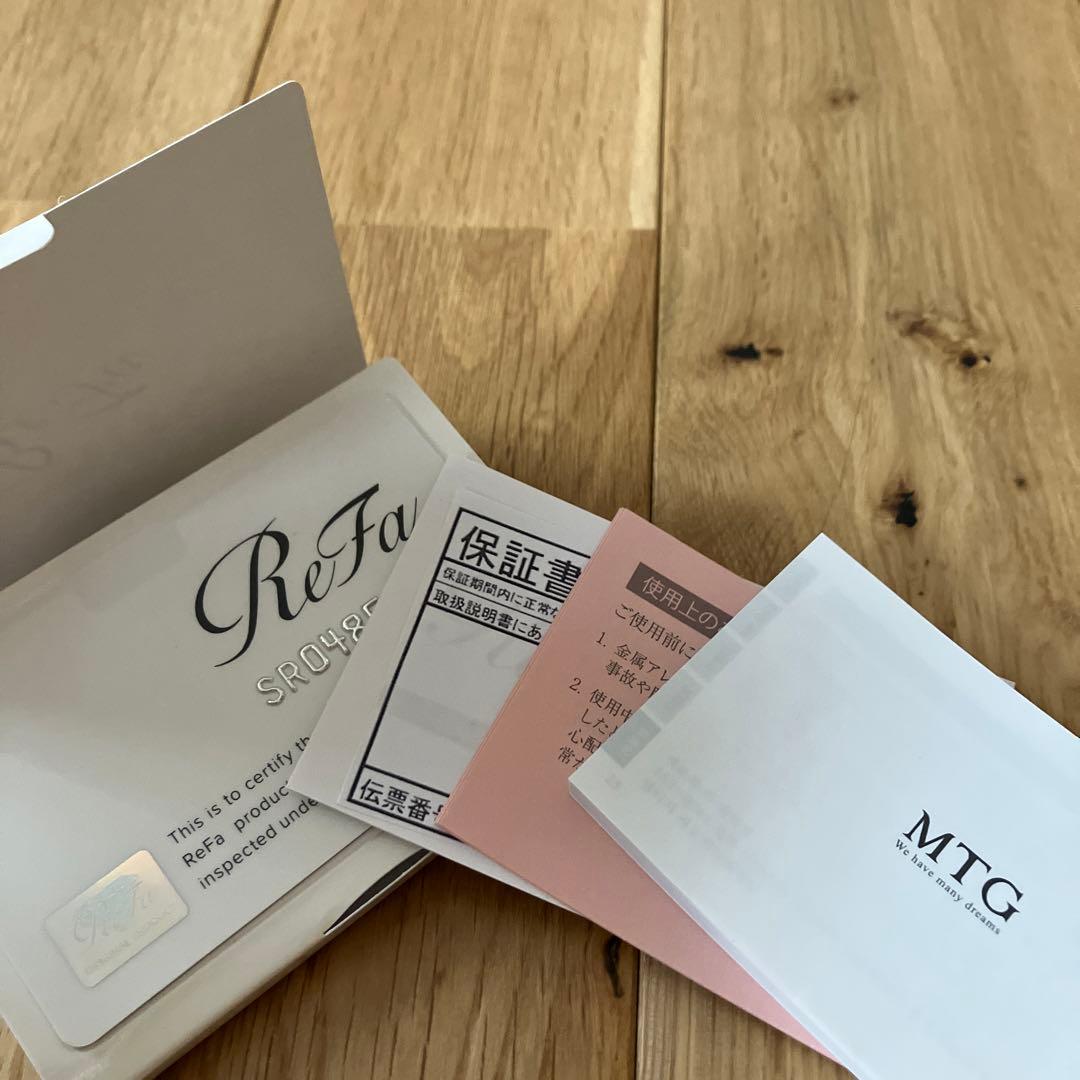 ReFa
SR048
This is to certify
ReFa produc
inspected unde
保証書
保証期間内に正常な
取扱説明書にあ
伝票番号
使用上の
ご使用前に
1. 金属アレ
事故や
2. 使用中
した
心配
常
MTG
We have many dreams